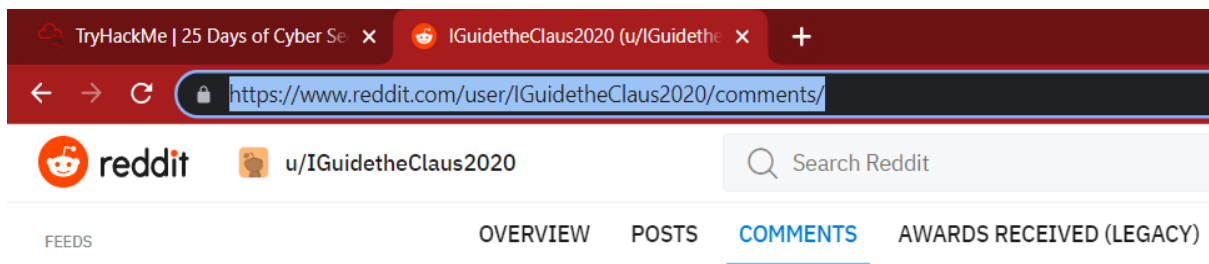 TryHackMe | 25 Days of Cyber Se IGuidetheClaus2020 (u/IGuidethe
https://www.reddit.com/user/IGuidetheClaus2020/comments/
reddit u/IGuidetheClaus2020 Search Reddit
FEEDS OVERVIEW POSTS COMMENTS AWARDS RECEIVED (LEGACY)